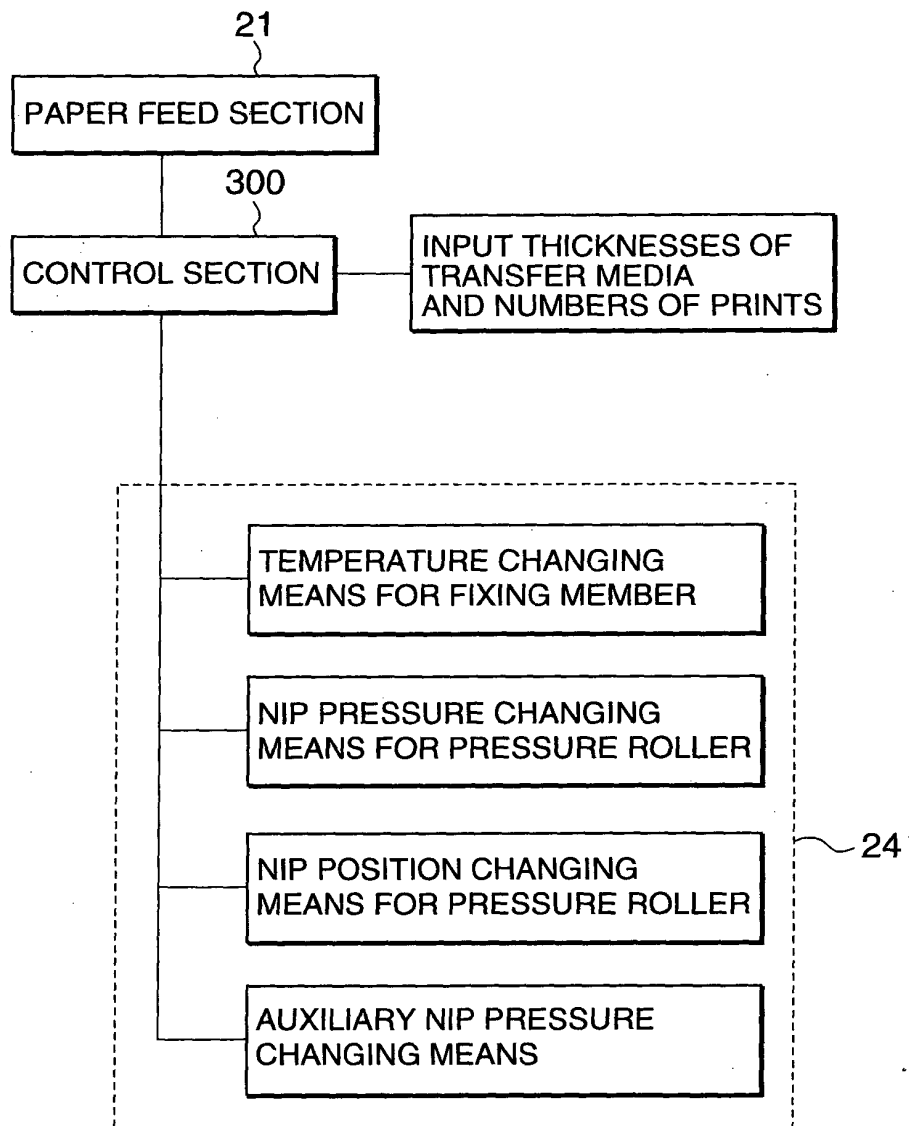 21
PAPER FEED SECTION
300
CONTROL SECTION
INPUT THICKNESSES OF
TRANSFER MEDIA
AND NUMBERS OF PRINTS
TEMPERATURE CHANGING
MEANS FOR FIXING MEMBER
NIP PRESSURE CHANGING
MEANS FOR PRESSURE ROLLER
NIP POSITION CHANGING
MEANS FOR PRESSURE ROLLER
24
AUXILIARY NIP PRESSURE
CHANGING MEANS